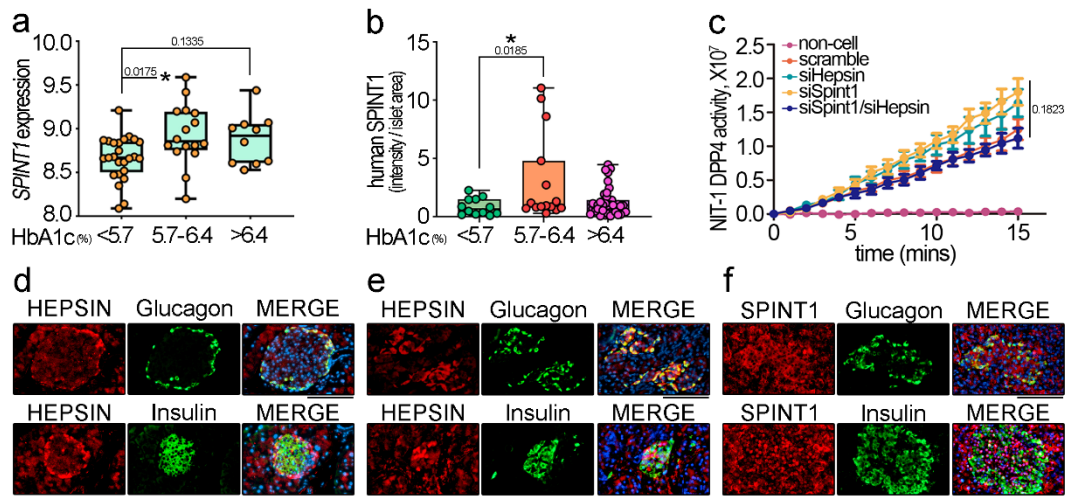 a
SPINT1 expression
10.0
9.5
9.0
8.5
8.0
0.1335
0.0175 *
HbA1c(%) <5.7 5.7-6.4 >6.4
b
human SPINT1
(intensity / islet area)
15
10
5
0
*
0.0185
HbA1c(%) <5.7 5.7-6.4 >6.4
c
NIT-1 DPP4 activity, X10⁷
3.0
2.5
2.0
1.5
1.0
0.5
0.0
non-cell
scramble
siHepsin
siSpint1
siSpint1/siHepsin
0.1823
5 10 15
time (mins)
d
HEPSIN Glucagon MERGE
HEPSIN Insulin MERGE
e
HEPSIN Glucagon MERGE
HEPSIN Insulin MERGE
f
SPINT1 Glucagon MERGE
SPINT1 Insulin MERGE